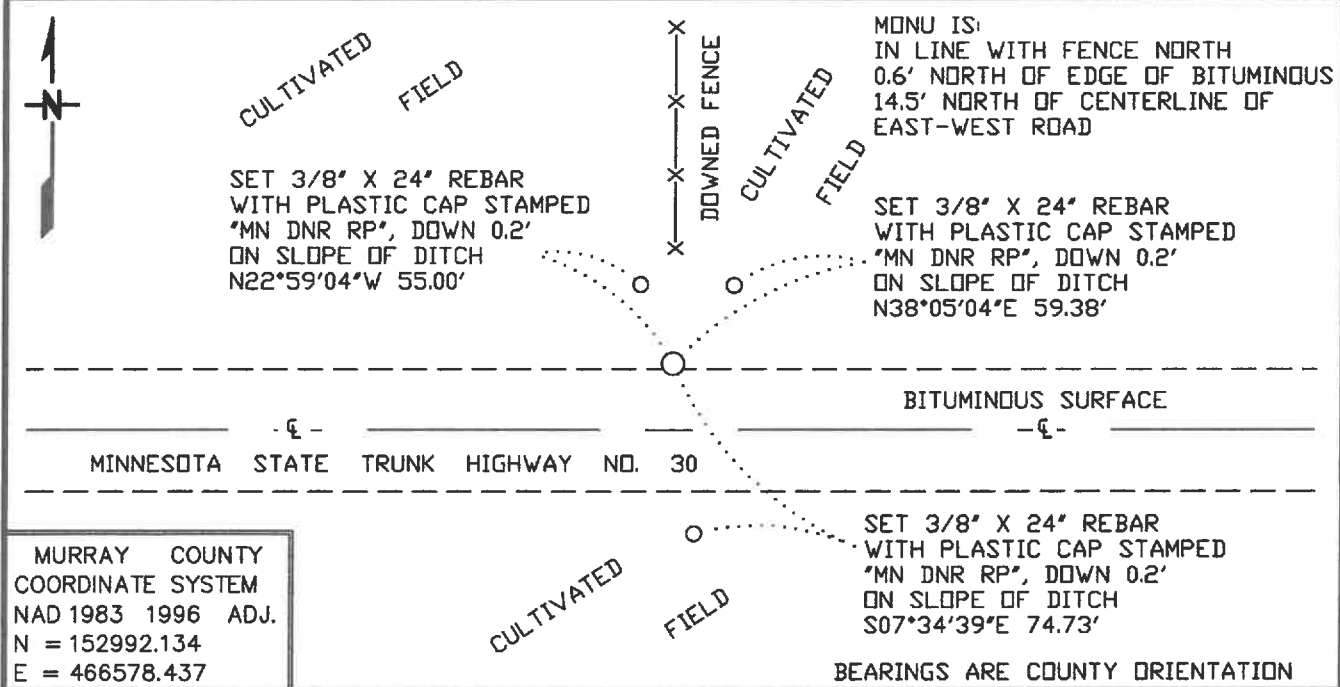 N
CULTIVATED
FIELD
DOWNED FENCE
CULTIVATED
FIELD
MONU IS:
IN LINE WITH FENCE NORTH
0.6' NORTH OF EDGE OF BITUMINOUS
14.5' NORTH OF CENTERLINE OF
EAST-WEST ROAD
SET 3/8" X 24" REBAR
WITH PLASTIC CAP STAMPED
"MN DNR RP", DOWN 0.2'
ON SLOPE OF DITCH
N22°59'04"W 55.00'
SET 3/8" X 24" REBAR
WITH PLASTIC CAP STAMPED
"MN DNR RP", DOWN 0.2'
ON SLOPE OF DITCH
N38°05'04"E 59.38'
BITUMINOUS SURFACE
-℄-
-℄-
MINNESOTA STATE TRUNK HIGHWAY NO. 30
SET 3/8" X 24" REBAR
WITH PLASTIC CAP STAMPED
"MN DNR RP", DOWN 0.2'
ON SLOPE OF DITCH
S07°34'39"E 74.73'
CULTIVATED
FIELD
MURRAY COUNTY
COORDINATE SYSTEM
NAD 1983 1996 ADJ.
N = 152992.134
E = 466578.437
BEARINGS ARE COUNTY ORIENTATION